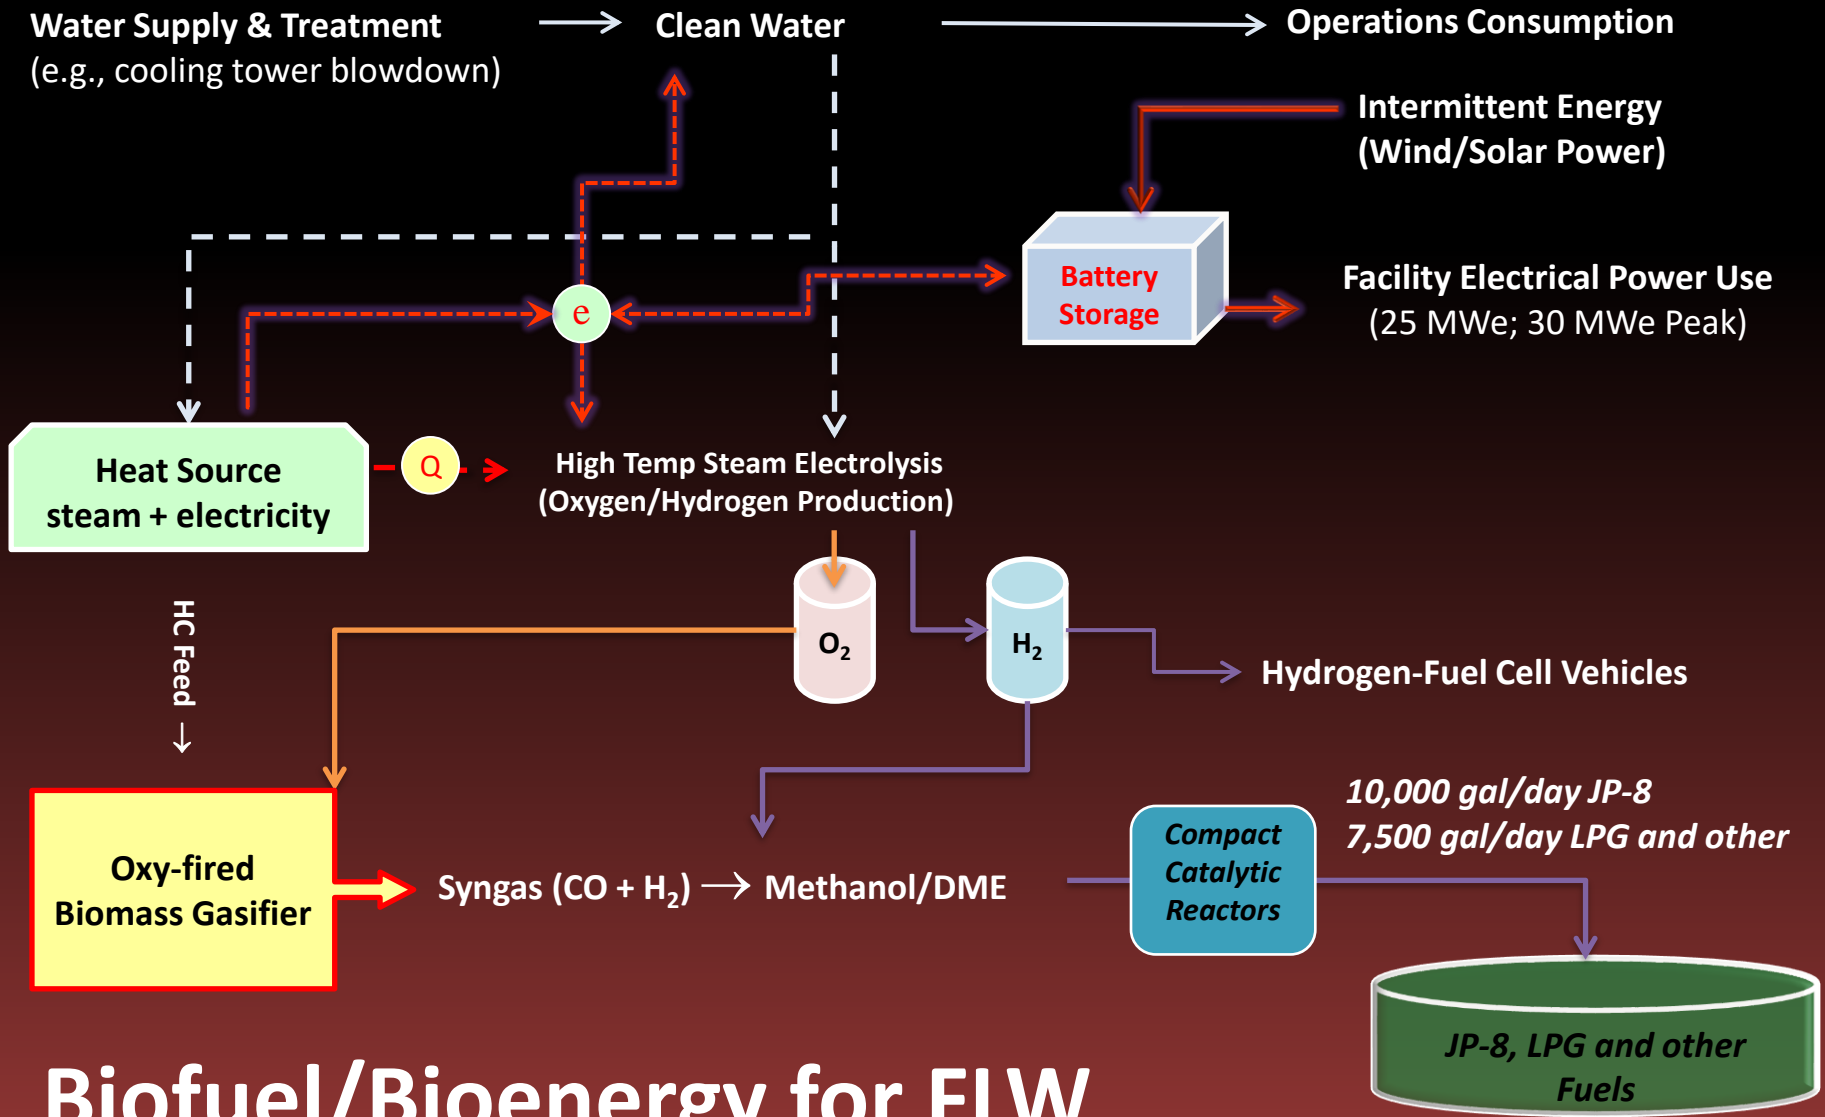 Water Supply & Treatment → Clean Water → Operations Consumption
(e.g., cooling tower blowdown)
Intermittent Energy
(Wind/Solar Power)
Battery
Storage
Facility Electrical Power Use
(25 MWe; 30 MWe Peak)
e
Heat Source
steam + electricity
Q
High Temp Steam Electrolysis
(Oxygen/Hydrogen Production)
HC Feed →
O₂
H₂
Hydrogen-Fuel Cell Vehicles
10,000 gal/day JP-8
7,500 gal/day LPG and other
Oxy-fired
Biomass Gasifier
Syngas (CO + H₂) → Methanol/DME
Compact
Catalytic
Reactors
JP-8, LPG and other
Fuels
Biofuel/Bioenergy for